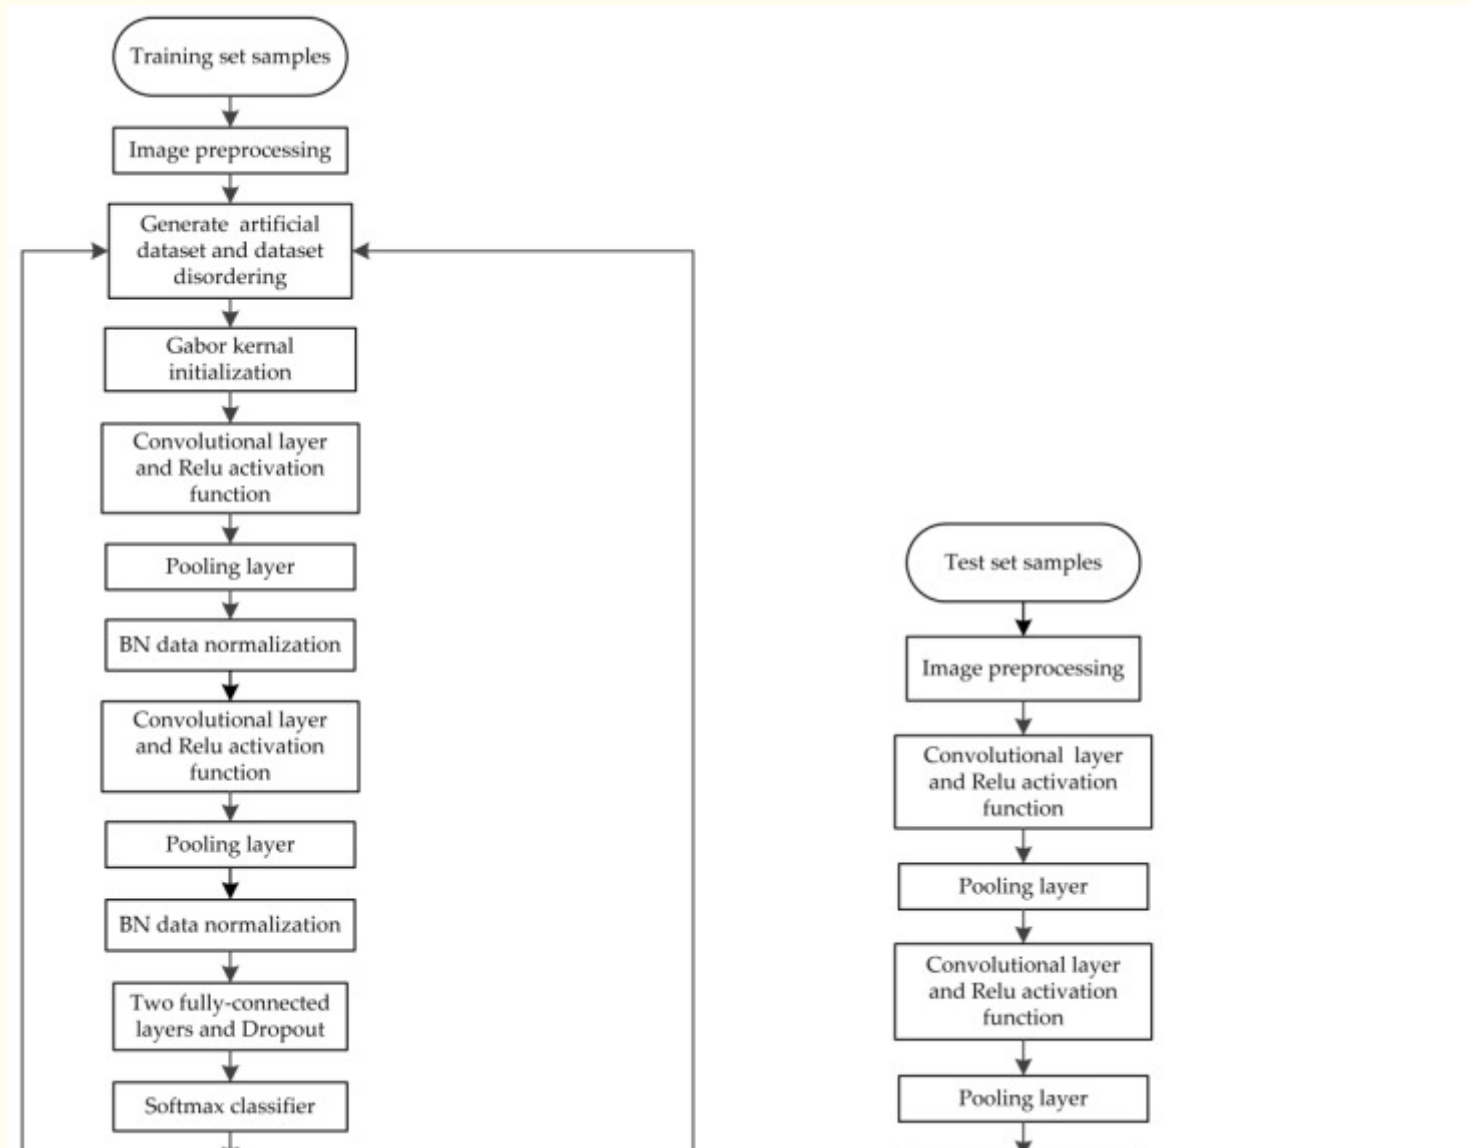 Training set samples
Image preprocessing
Generate artificial
dataset and dataset
disordering
Gabor kernal
initialization
Convolutional layer
and Relu activation
function
Pooling layer
BN data normalization
Convolutional layer
and Relu activation
function
Pooling layer
BN data normalization
Two fully-connected
layers and Dropout
Softmax classifier
Test set samples
Image preprocessing
Convolutional layer
and Relu activation
function
Pooling layer
Convolutional layer
and Relu activation
function
Pooling layer